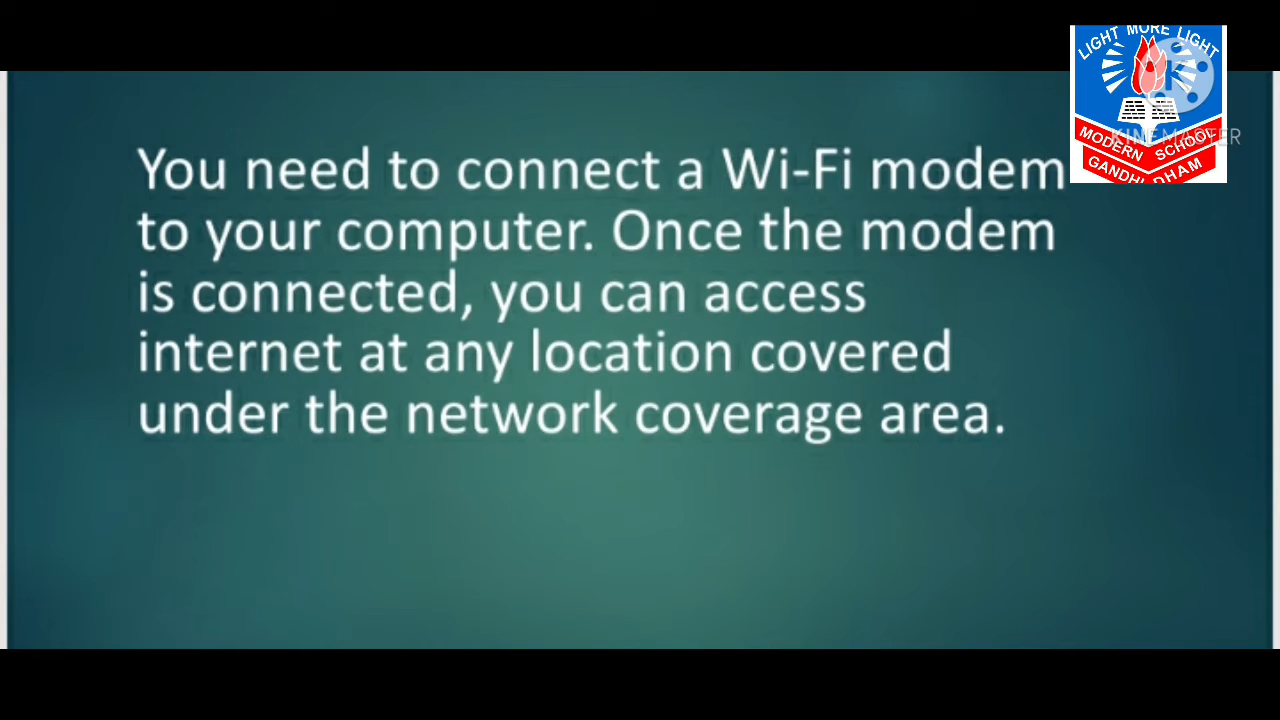 LIGHT MORE LIGHT
KINEMASTER
MODERN SCHOOL
GANDHIDHAM
You need to connect a Wi-Fi modem
to your computer. Once the modem
is connected, you can access
internet at any location covered
under the network coverage area.